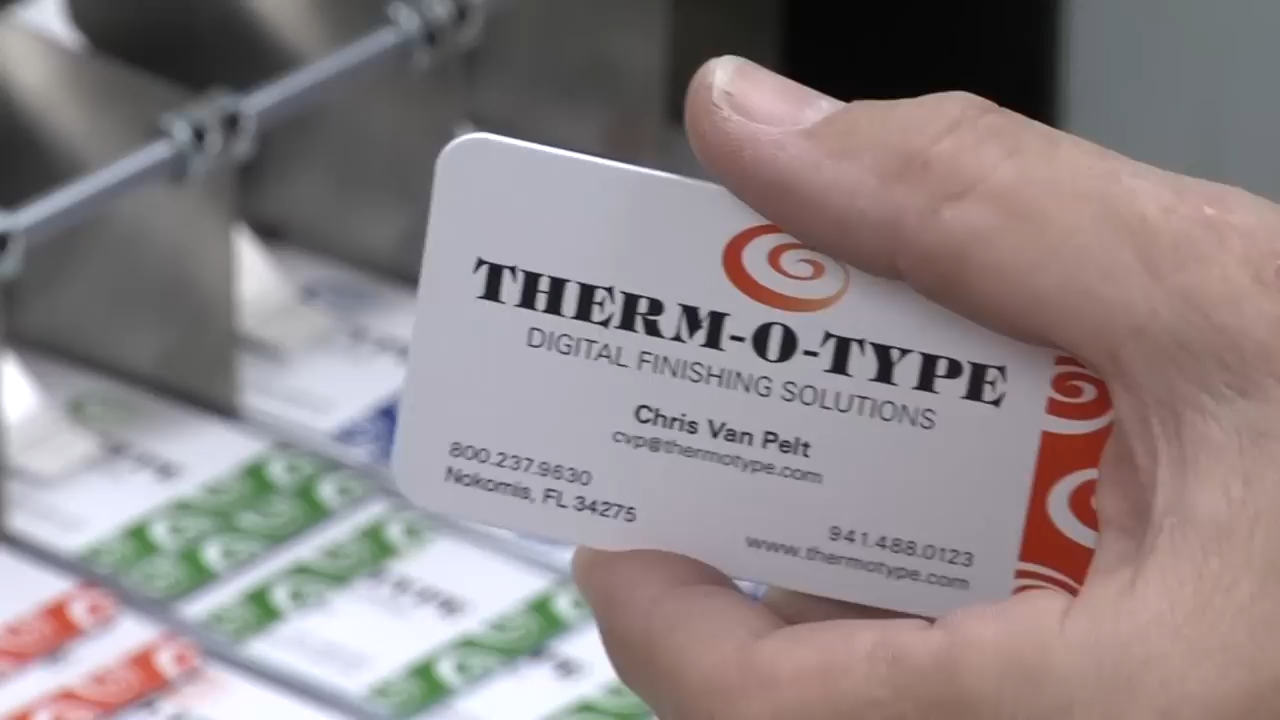 THERM-O-TYPE
DIGITAL FINISHING SOLUTIONS
Chris Van Pelt
cvp@thermotype.com
800.237.9630
Nokomis, FL 34275
941.488.0123
www.thermotype.com